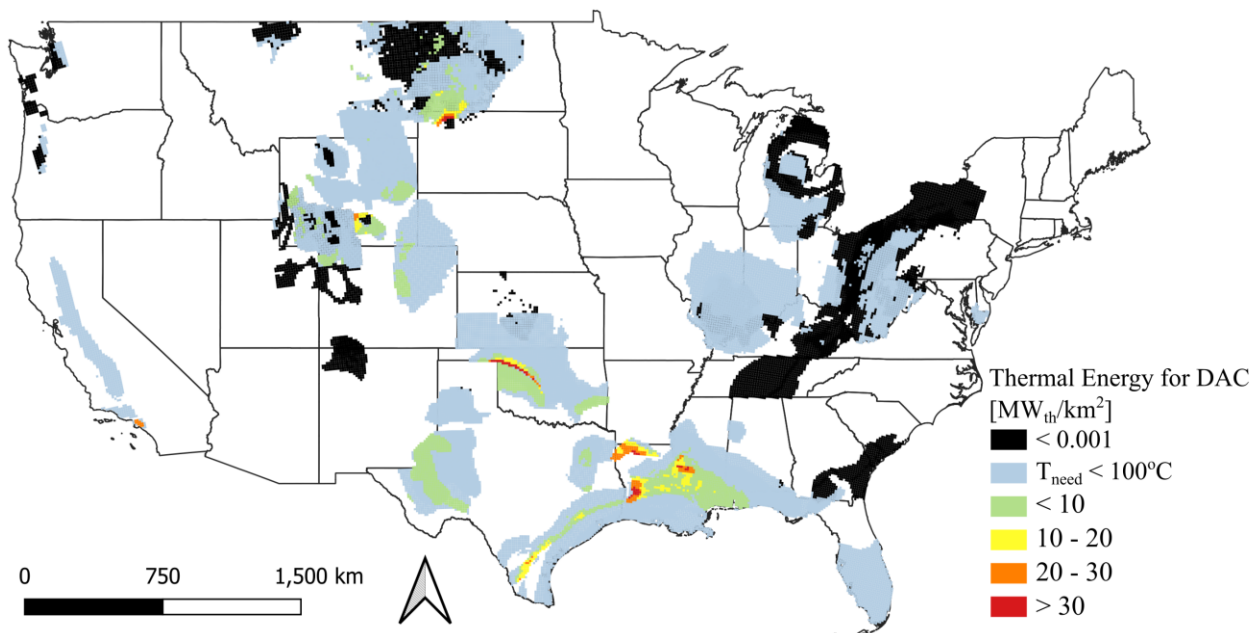 Thermal Energy for DAC
[MWth/km²]
< 0.001
Tneed < 100ºC
< 10
10 - 20
20 - 30
> 30
0 750 1,500 km